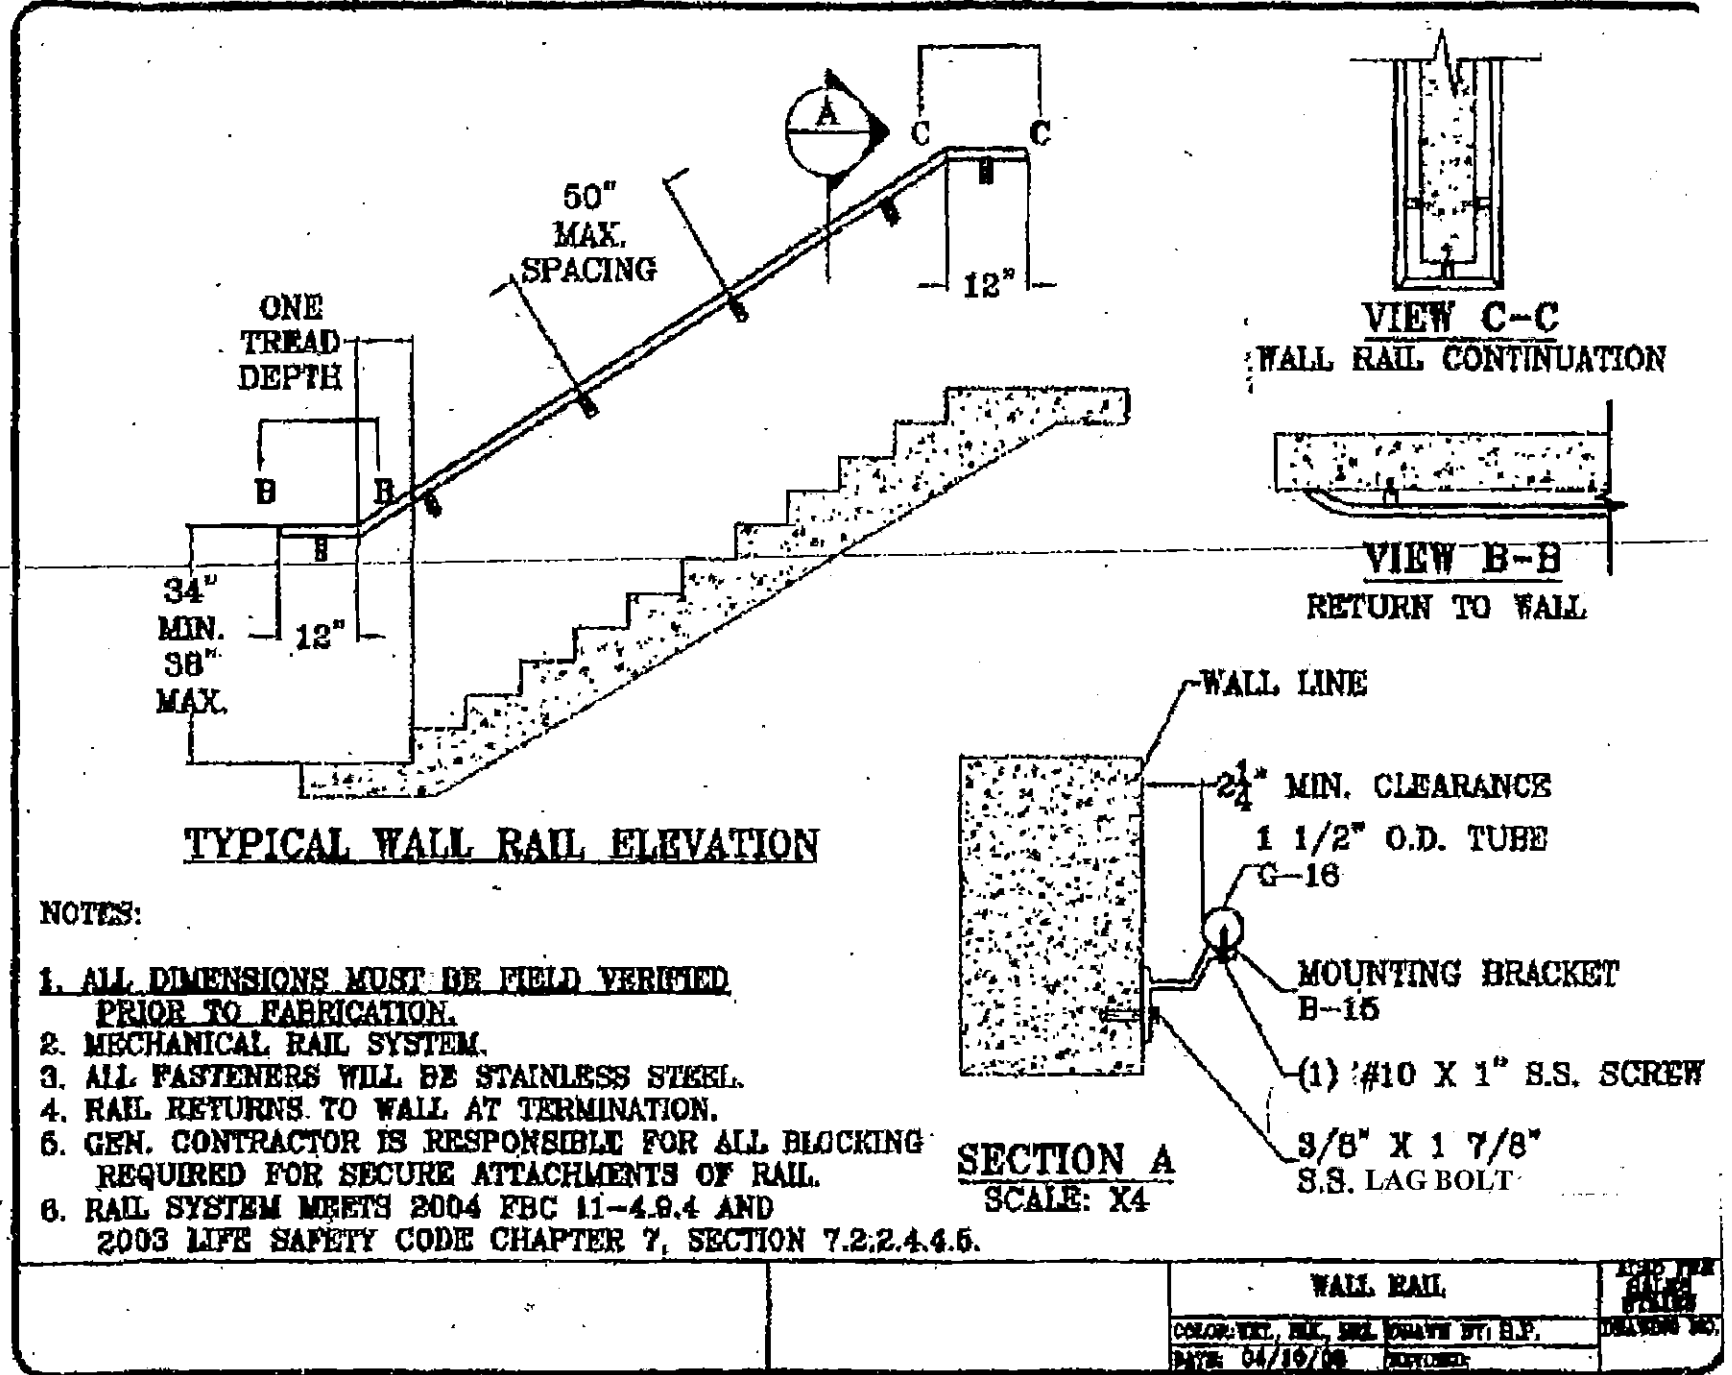 A
C
C
50"
MAX.
SPACING
12"
ONE
TREAD
DEPTH
B
B
34"
MIN.
38"
MAX.
12"
TYPICAL WALL RAIL ELEVATION
VIEW C-C
WALL RAIL CONTINUATION
VIEW B-B
RETURN TO WALL
WALL LINE
2 1/4" MIN. CLEARANCE
1 1/2" O.D. TUBE
G-16
MOUNTING BRACKET
B-15
(1) #10 X 1" S.S. SCREW
3/8" X 1 7/8"
S.S. LAG BOLT
SECTION A
SCALE: X4
NOTES:
1. ALL DIMENSIONS MUST BE FIELD VERIFIED
PRIOR TO FABRICATION.
2. MECHANICAL RAIL SYSTEM.
3. ALL FASTENERS WILL BE STAINLESS STEEL.
4. RAIL RETURNS TO WALL AT TERMINATION.
5. GEN. CONTRACTOR IS RESPONSIBLE FOR ALL BLOCKING
REQUIRED FOR SECURE ATTACHMENTS OF RAIL.
6. RAIL SYSTEM MEETS 2004 FBC 11-4.9.4 AND
2003 LIFE SAFETY CODE CHAPTER 7, SECTION 7.2.2.4.4.5.
WALL RAIL
COLOR: DRAWN BY: B.P.
DATE: REVISED:
DRAWING NO.